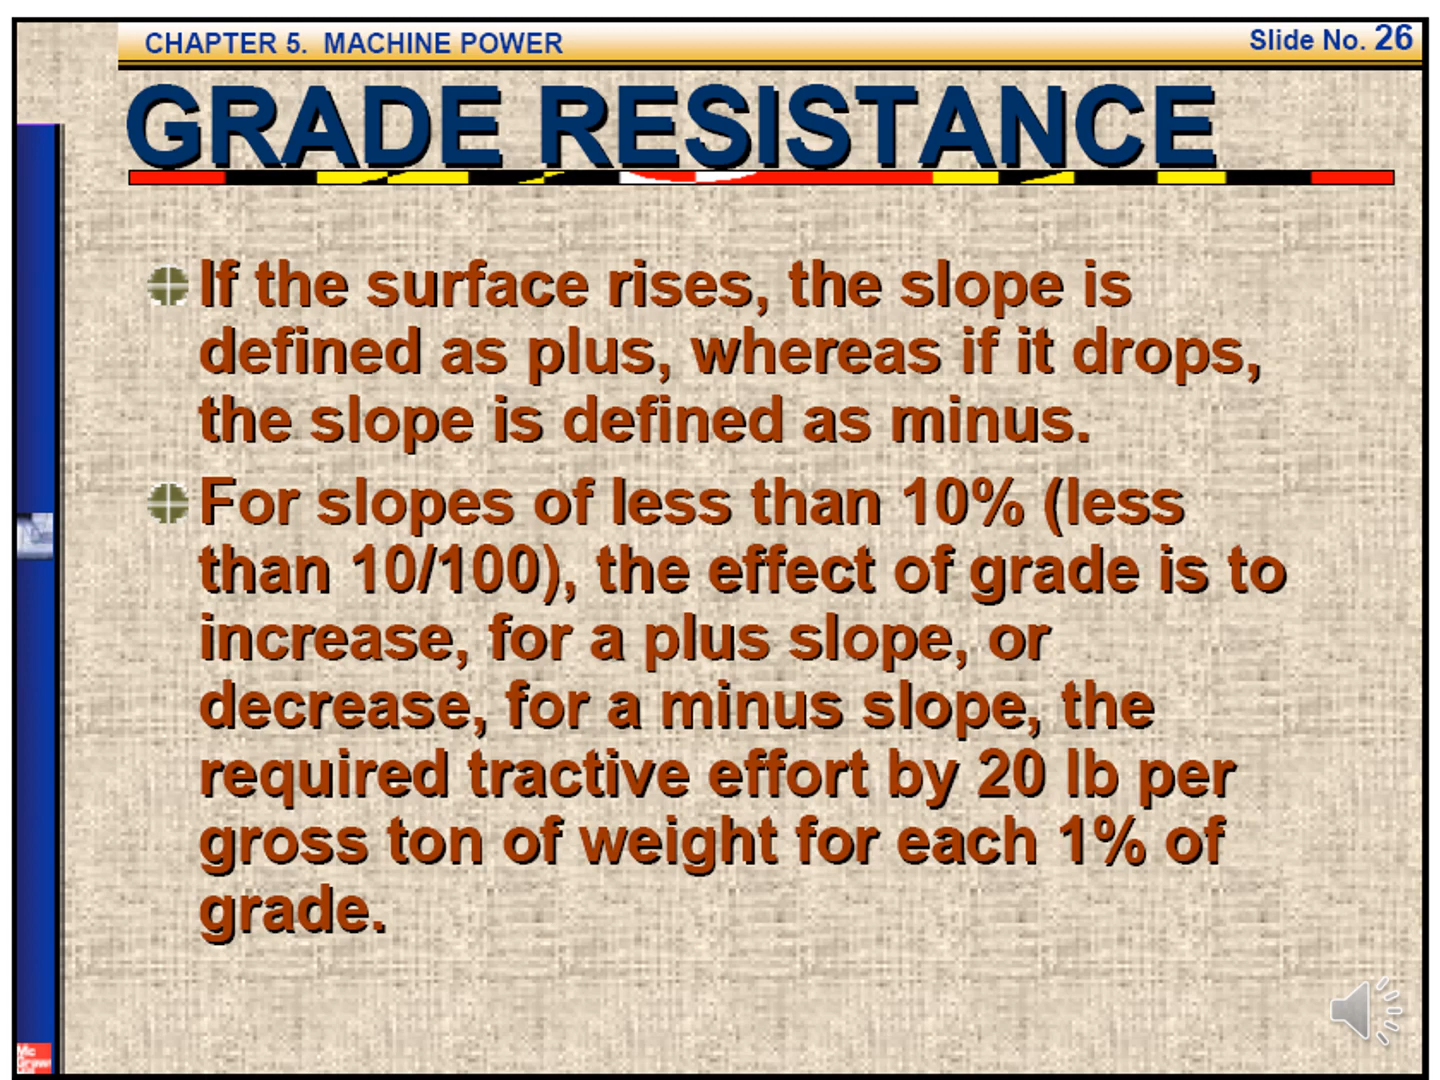 CHAPTER 5. MACHINE POWER
Slide No. 26
GRADE RESISTANCE
If the surface rises, the slope is
defined as plus, whereas if it drops,
the slope is defined as minus.
For slopes of less than 10% (less
than 10/100), the effect of grade is to
increase, for a plus slope, or
decrease, for a minus slope, the
required tractive effort by 20 lb per
gross ton of weight for each 1% of
grade.
Mc
Graw